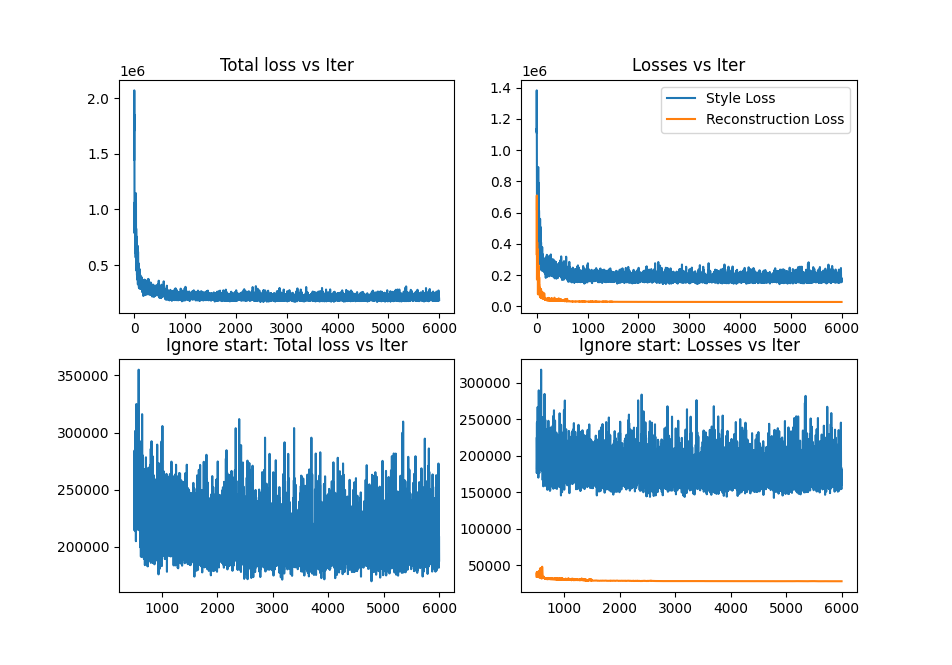 Total loss vs Iter
1e6
2.0
1.5
1.0
0.5
0 1000 2000 3000 4000 5000 6000
Losses vs Iter
1e6
Style Loss
Reconstruction Loss
1.4
1.2
1.0
0.8
0.6
0.4
0.2
0.0
0 1000 2000 3000 4000 5000 6000
Ignore start: Total loss vs Iter
350000
300000
250000
200000
1000 2000 3000 4000 5000 6000
Ignore start: Losses vs Iter
300000
250000
200000
150000
100000
50000
1000 2000 3000 4000 5000 6000